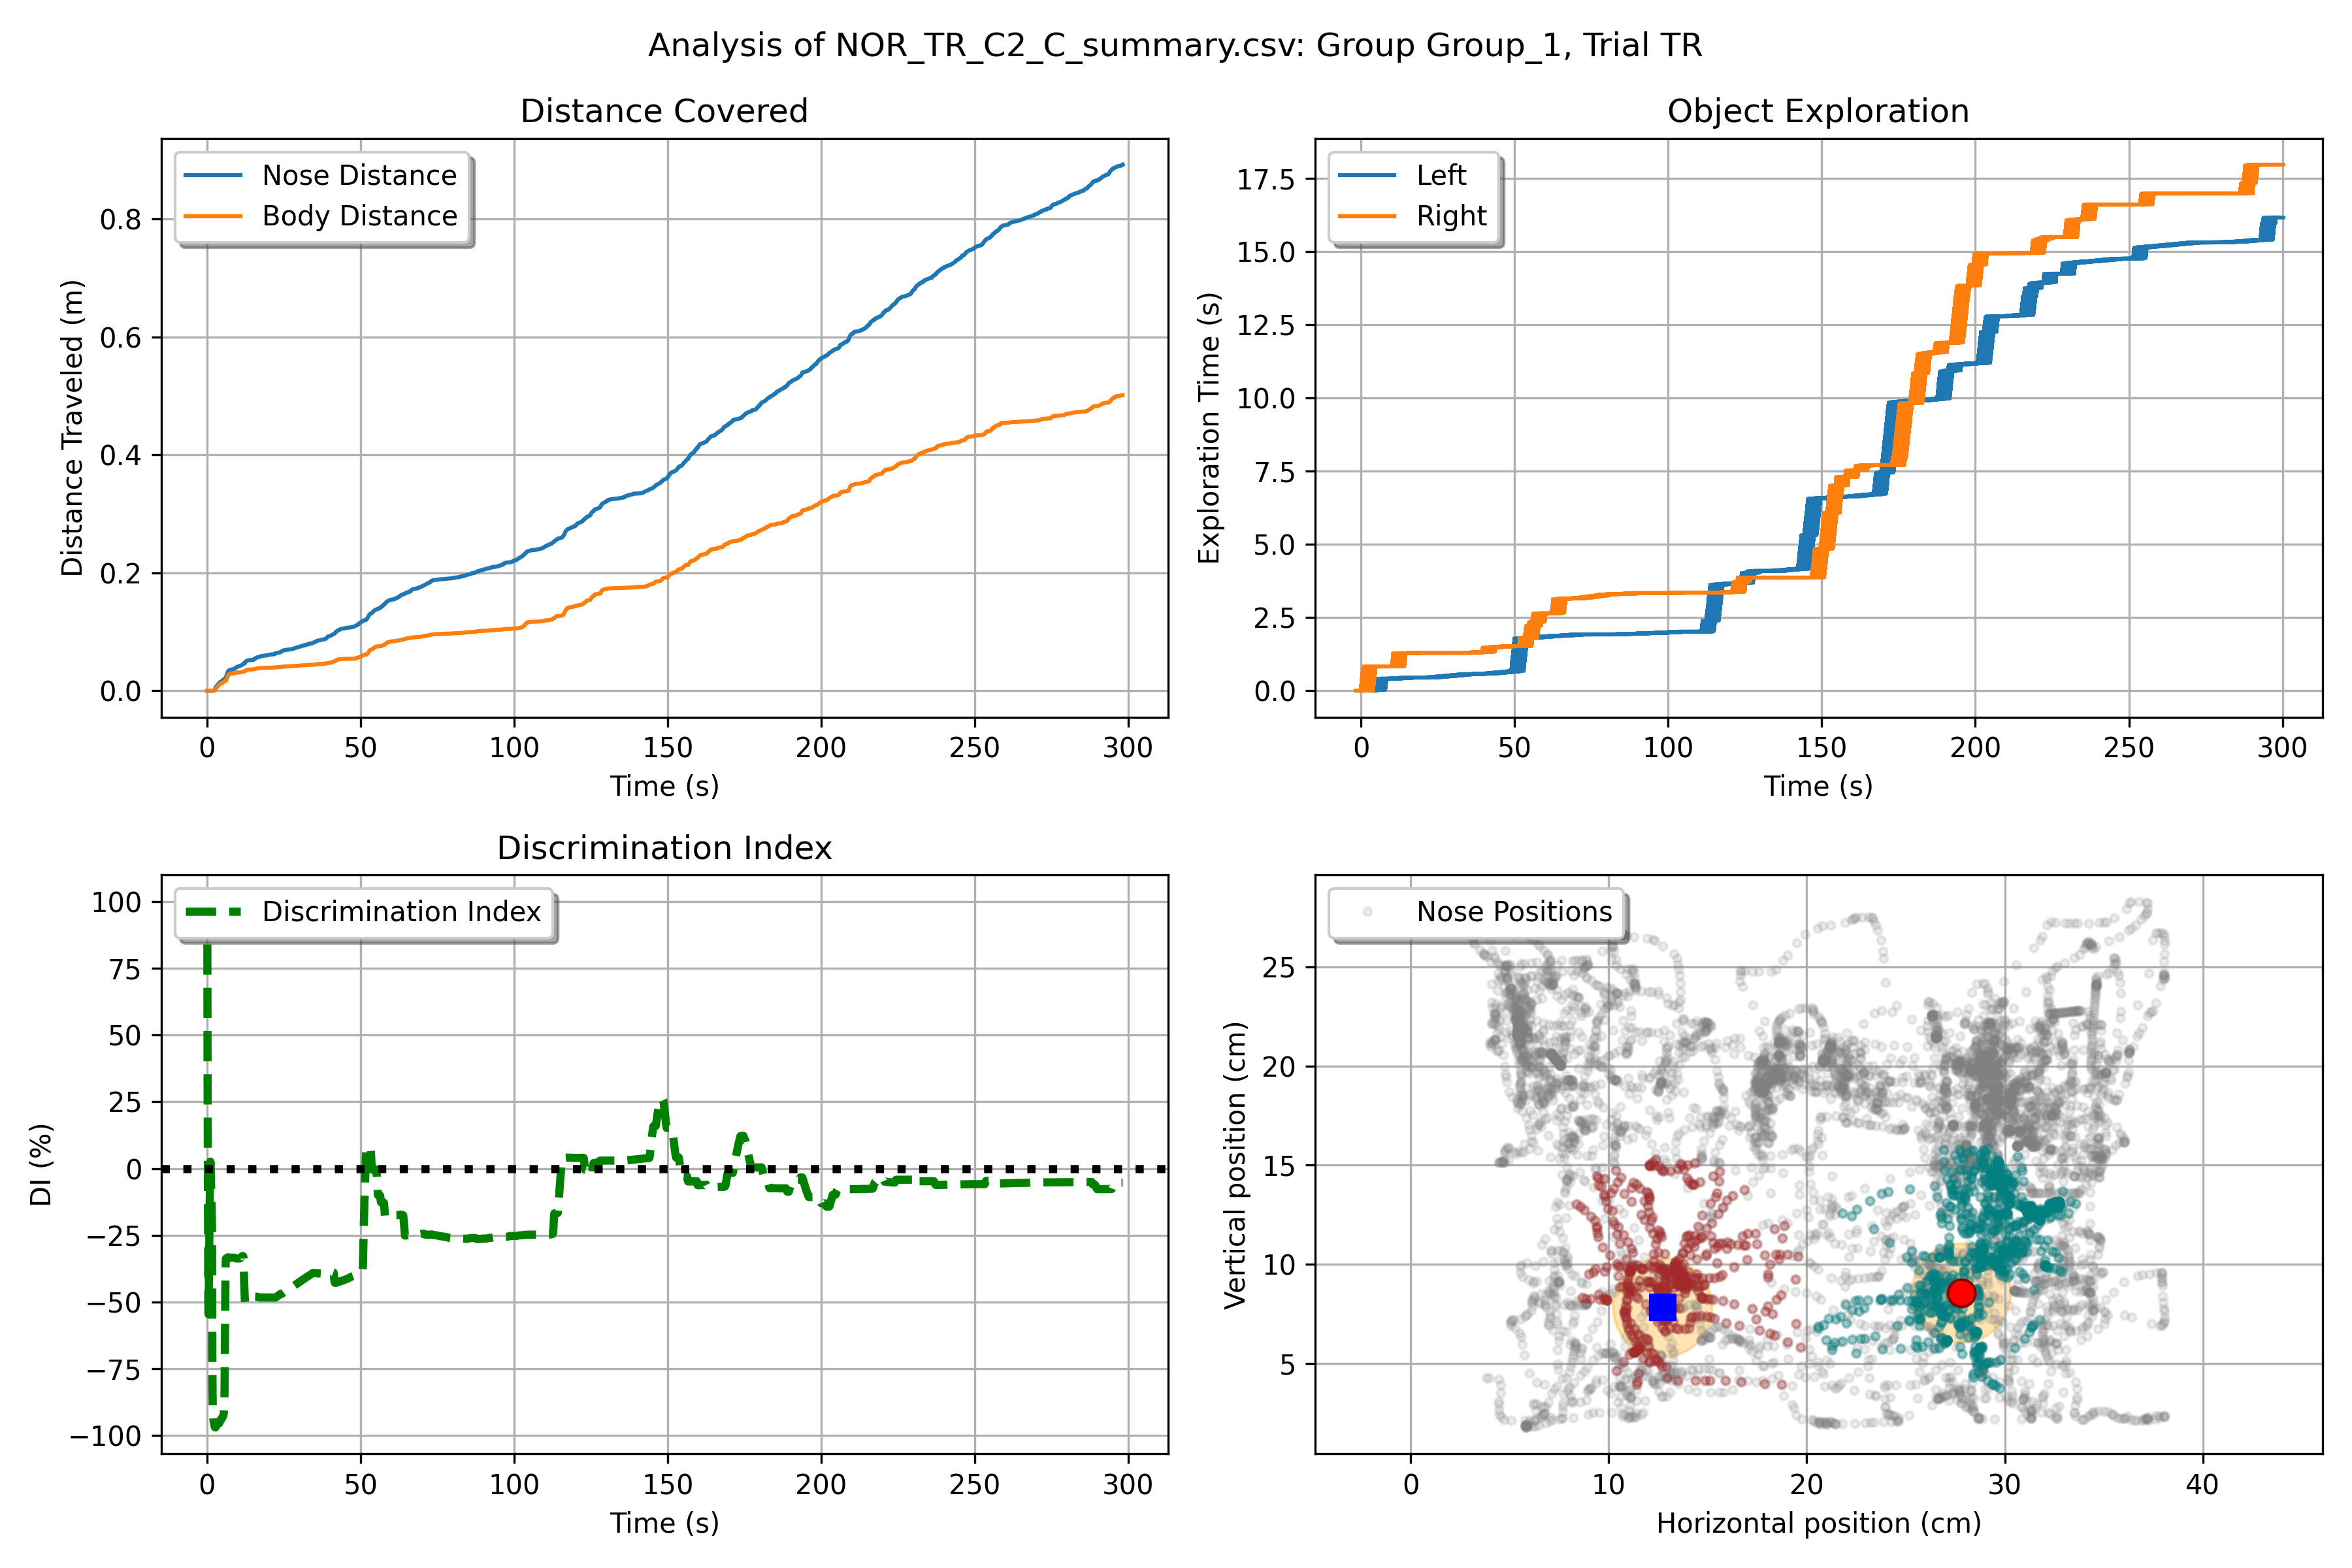 Analysis of NOR_TR_C2_C_summary.csv: Group Group_1, Trial TR
Distance Covered
Nose Distance
Body Distance
Distance Traveled (m)
0.8
0.6
0.4
0.2
0.0
0 50 100 150 200 250 300
Time (s)
Object Exploration
Left
Right
Exploration Time (s)
17.5
15.0
12.5
10.0
7.5
5.0
2.5
0.0
0 50 100 150 200 250 300
Time (s)
Discrimination Index
Discrimination Index
DI (%)
100
75
50
25
0
−25
−50
−75
−100
0 50 100 150 200 250 300
Time (s)
Nose Positions
Vertical position (cm)
25
20
15
10
5
0 10 20 30 40
Horizontal position (cm)